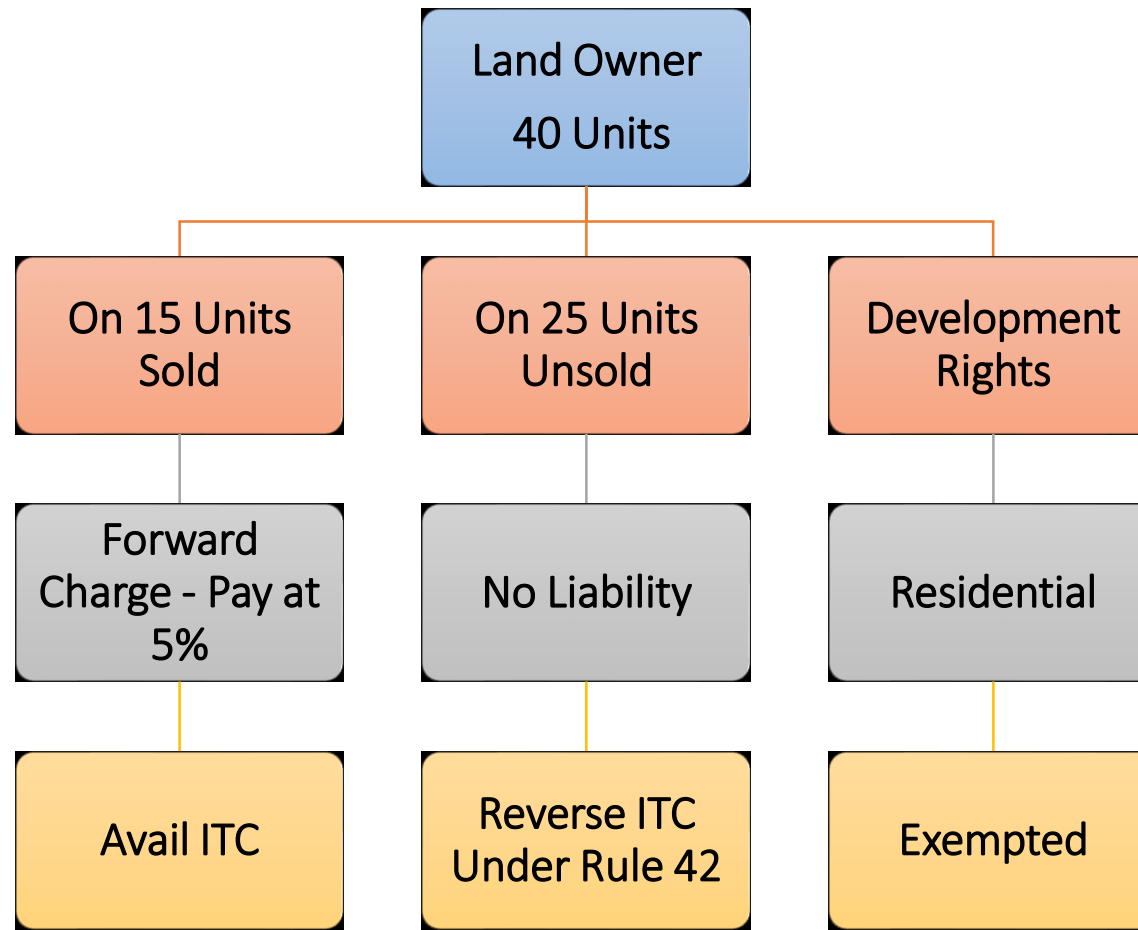 Land Owner
40 Units
On 15 Units
Sold
On 25 Units
Unsold
Development
Rights
Forward
Charge - Pay at
5%
No Liability
Residential
Avail ITC
Reverse ITC
Under Rule 42
Exempted